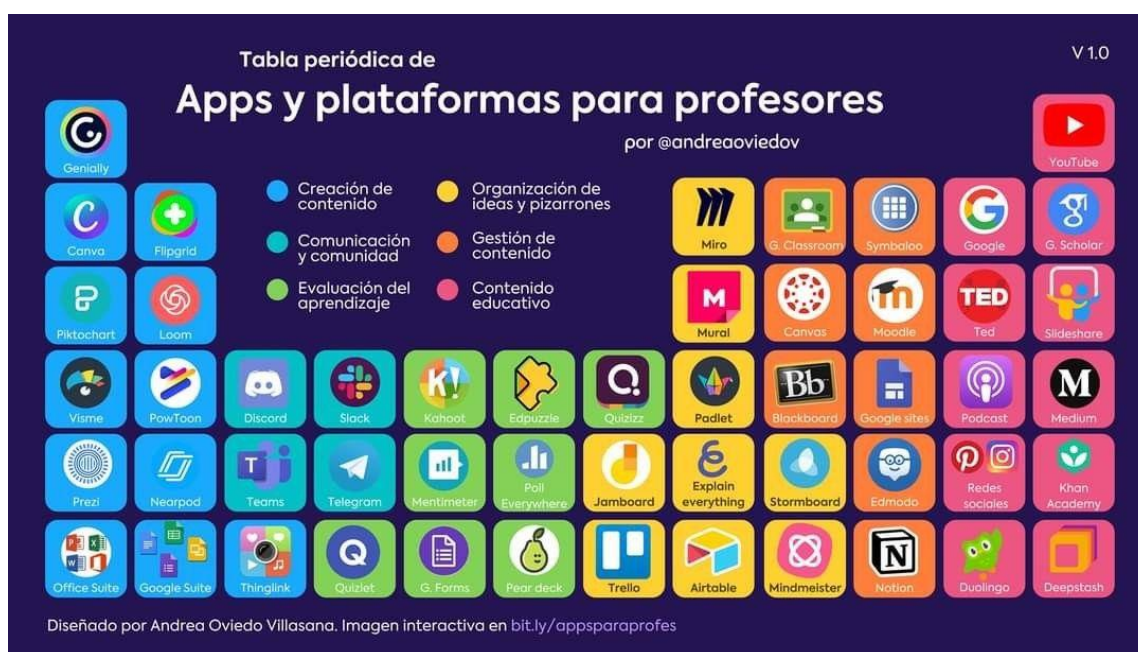 Tabla periódica de
V 1.0
Apps y plataformas para profesores
por @andreaoviedov
Genially
YouTube
Creación de
contenido
Organización de
ideas y pizarrones
Comunicación
y comunidad
Gestión de
contenido
Evaluación del
aprendizaje
Contenido
educativo
Canva
Flipgrid
Miro
G. Classroom
Symbaloo
Google
G. Scholar
Piktochart
Loom
M
Mural
Canvas
m
Moodle
TED
Ted
Slideshare
Visme
PowToon
Discord
Slack
K!
Kahoot
Edpuzzle
Q
Quizizz
Padlet
Bb
Blackboard
Google sites
Podcast
M
Medium
Prezi
Nearpod
T
Teams
Telegram
Mentimeter
Poll
Everywhere
Jamboard
Explain
everything
Stormboard
Edmodo
Redes
sociales
Khan
Academy
Office Suite
Google Suite
Thinglink
Q
Quizlet
G. Forms
Pear deck
Trello
Airtable
Mindmeister
N
Notion
Duolingo
Deepstash
Diseñado por Andrea Oviedo Villasana. Imagen interactiva en bit.ly/appsparaprofes